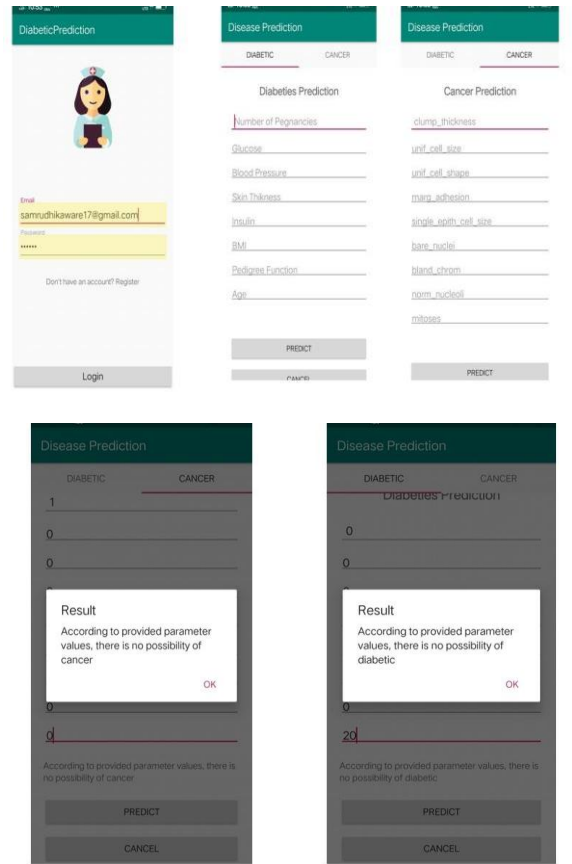 10:53
DiabeticPrediction
Email
samrudhikaware17@gmail.com
Password
••••••
Don't have an account? Register
Login
Disease Prediction
DIABETIC CANCER
Diabeties Prediction
Number of Pegnancies
Glucose
Blood Pressure
Skin Thikness
Insulin
BMI
Pedigree Function
Age
PREDICT
CANCEL
Disease Prediction
DIABETIC CANCER
Cancer Prediction
clump_thickness
unif_cell_size
unif_cell_shape
marg_adhesion
single_epith_cell_size
bare_nuclei
bland_chrom
norm_nucleoli
mitoses
PREDICT
Disease Prediction
DIABETIC CANCER
1
0
0
Result
According to provided parameter
values, there is no possibility of
cancer
OK
0
0
According to provided parameter values, there is
no possibility of cancer
PREDICT
CANCEL
Disease Prediction
DIABETIC CANCER
Diabeties Prediction
0
0
Result
According to provided parameter
values, there is no possibility of
diabetic
OK
0
20
According to provided parameter values, there is
no possibility of diabetic
PREDICT
CANCEL